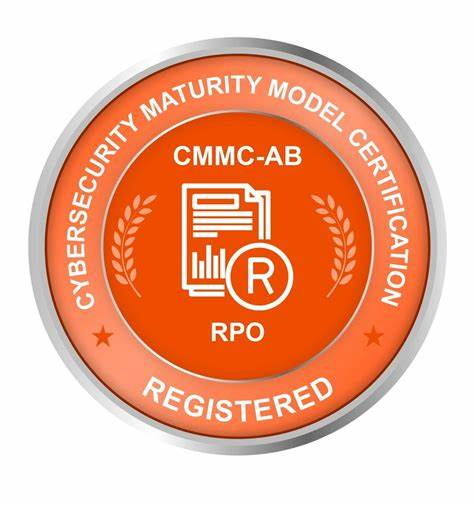 CYBERSECURITY MATURITY MODEL CERTIFICATION
CMMC-AB
R
RPO
REGISTERED